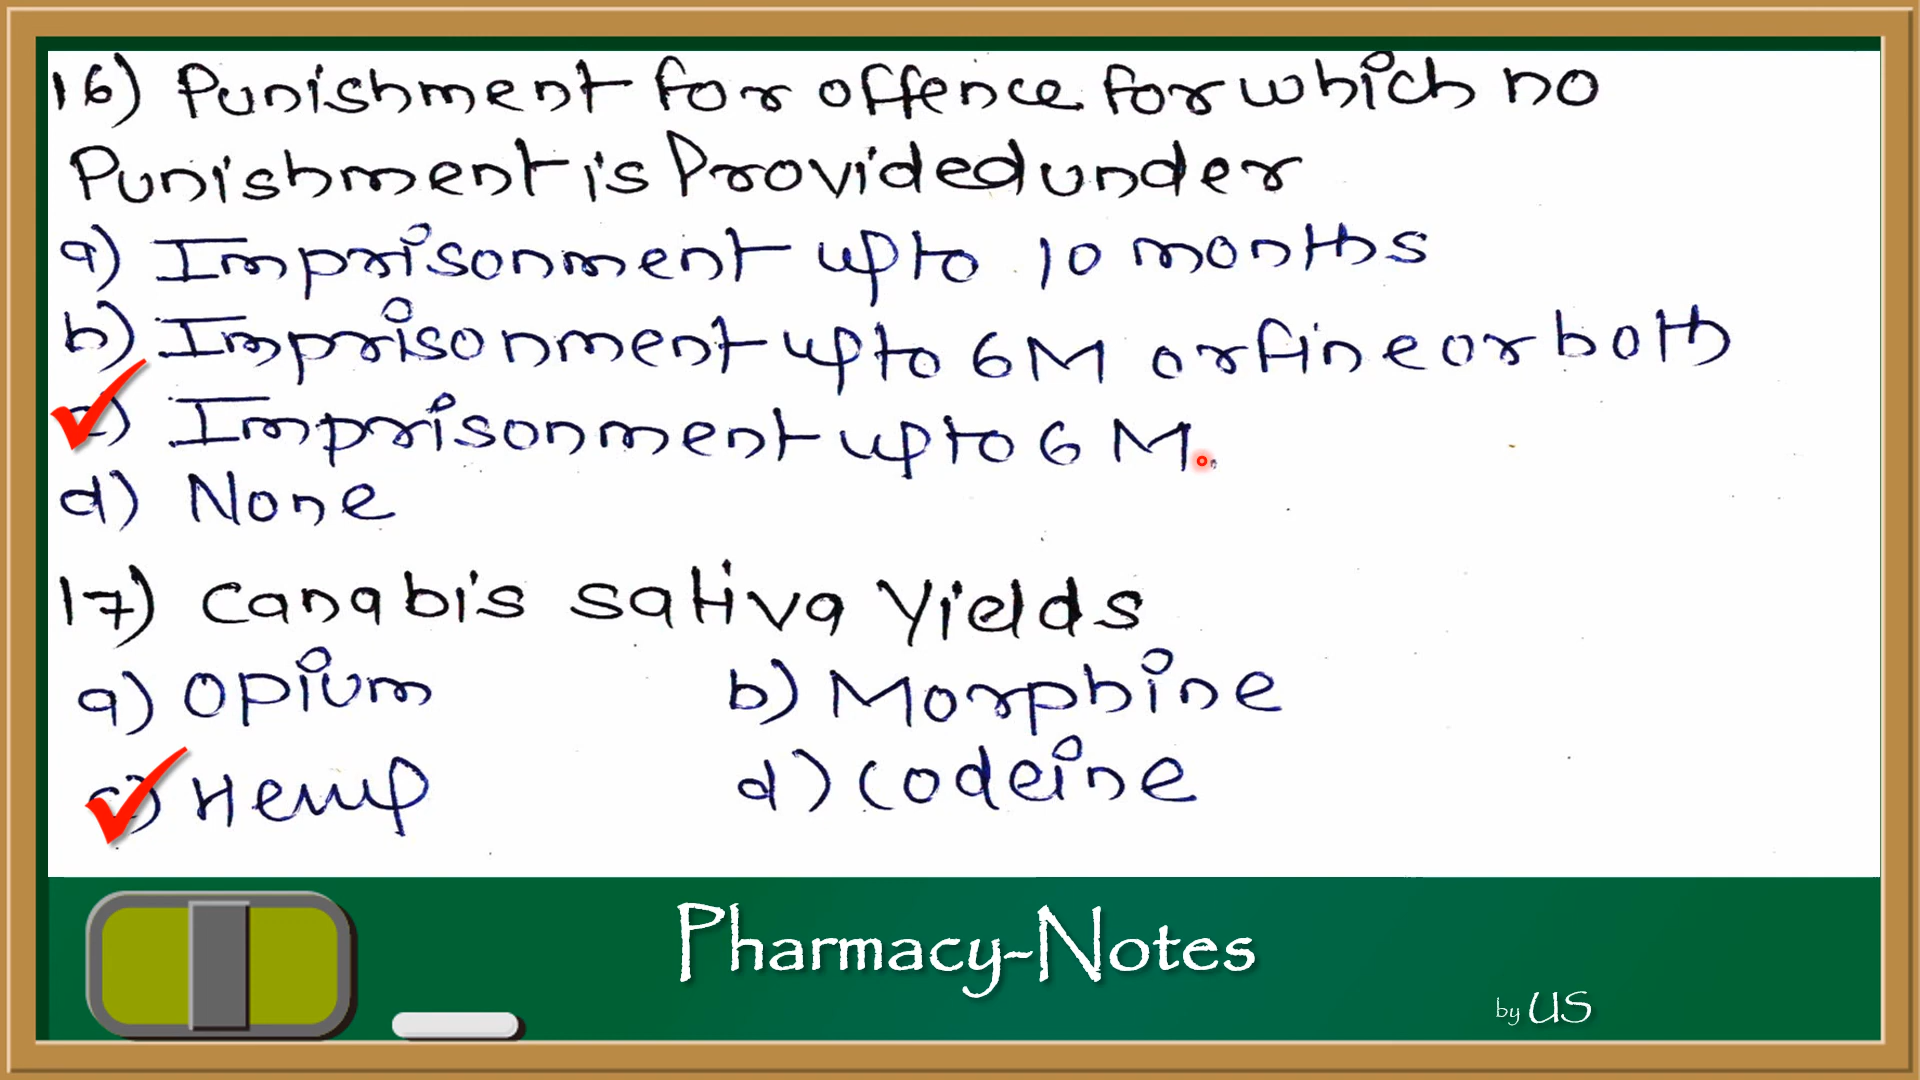 16) Punishment for offence for which no
Punishment is Provided under
a) Imprisonment upto 10 months
b) Imprisonment upto 6M or fine or both
c) Imprisonment upto 6 M.
d) None
17) Canabis sativa Yields
a) Opium b) Morphine
c) Hemp d) Codeine
Pharmacy-Notes
by US